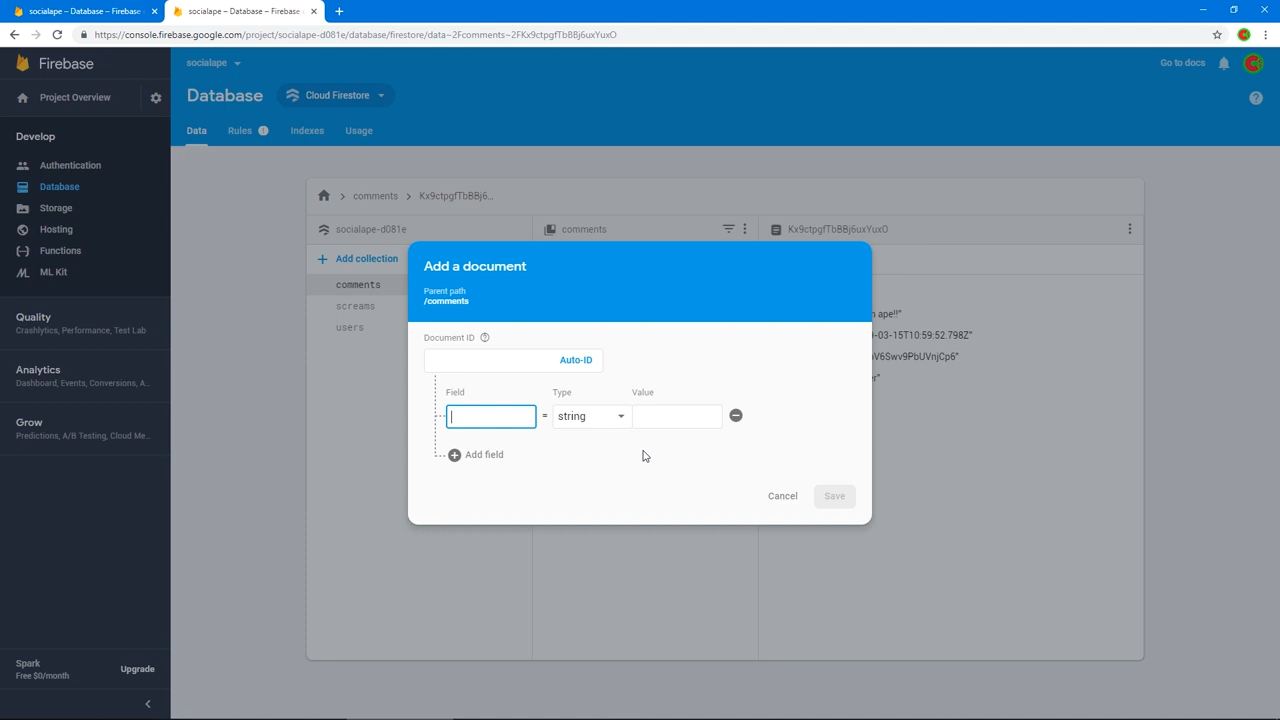 socialape – Database – Firebase
socialape – Database – Firebase
https://console.firebase.google.com/project/socialape-d081e/database/firestore/data~2Fcomments~2FKx9ctpgfTbBBj6uxYuxO
Firebase
socialape
Go to docs
Project Overview
Database
Cloud Firestore
Data
Rules
Indexes
Usage
Develop
Authentication
Database
Storage
Hosting
Functions
ML Kit
Quality
Crashlytics, Performance, Test Lab
Analytics
Dashboard, Events, Conversions, A...
Grow
Predictions, A/B Testing, Cloud Me...
Spark
Free $0/month
Upgrade
comments
Kx9ctpgfTbBBj6...
socialape-d081e
comments
Kx9ctpgfTbBBj6uxYuxO
Add collection
comments
screams
users
n ape!!"
-03-15T10:59:52.798Z"
V6Swv9PbUVnjCp6"
er"
Add a document
Parent path
/comments
Document ID
Auto-ID
Field
Type
Value
= string
Add field
Cancel
Save